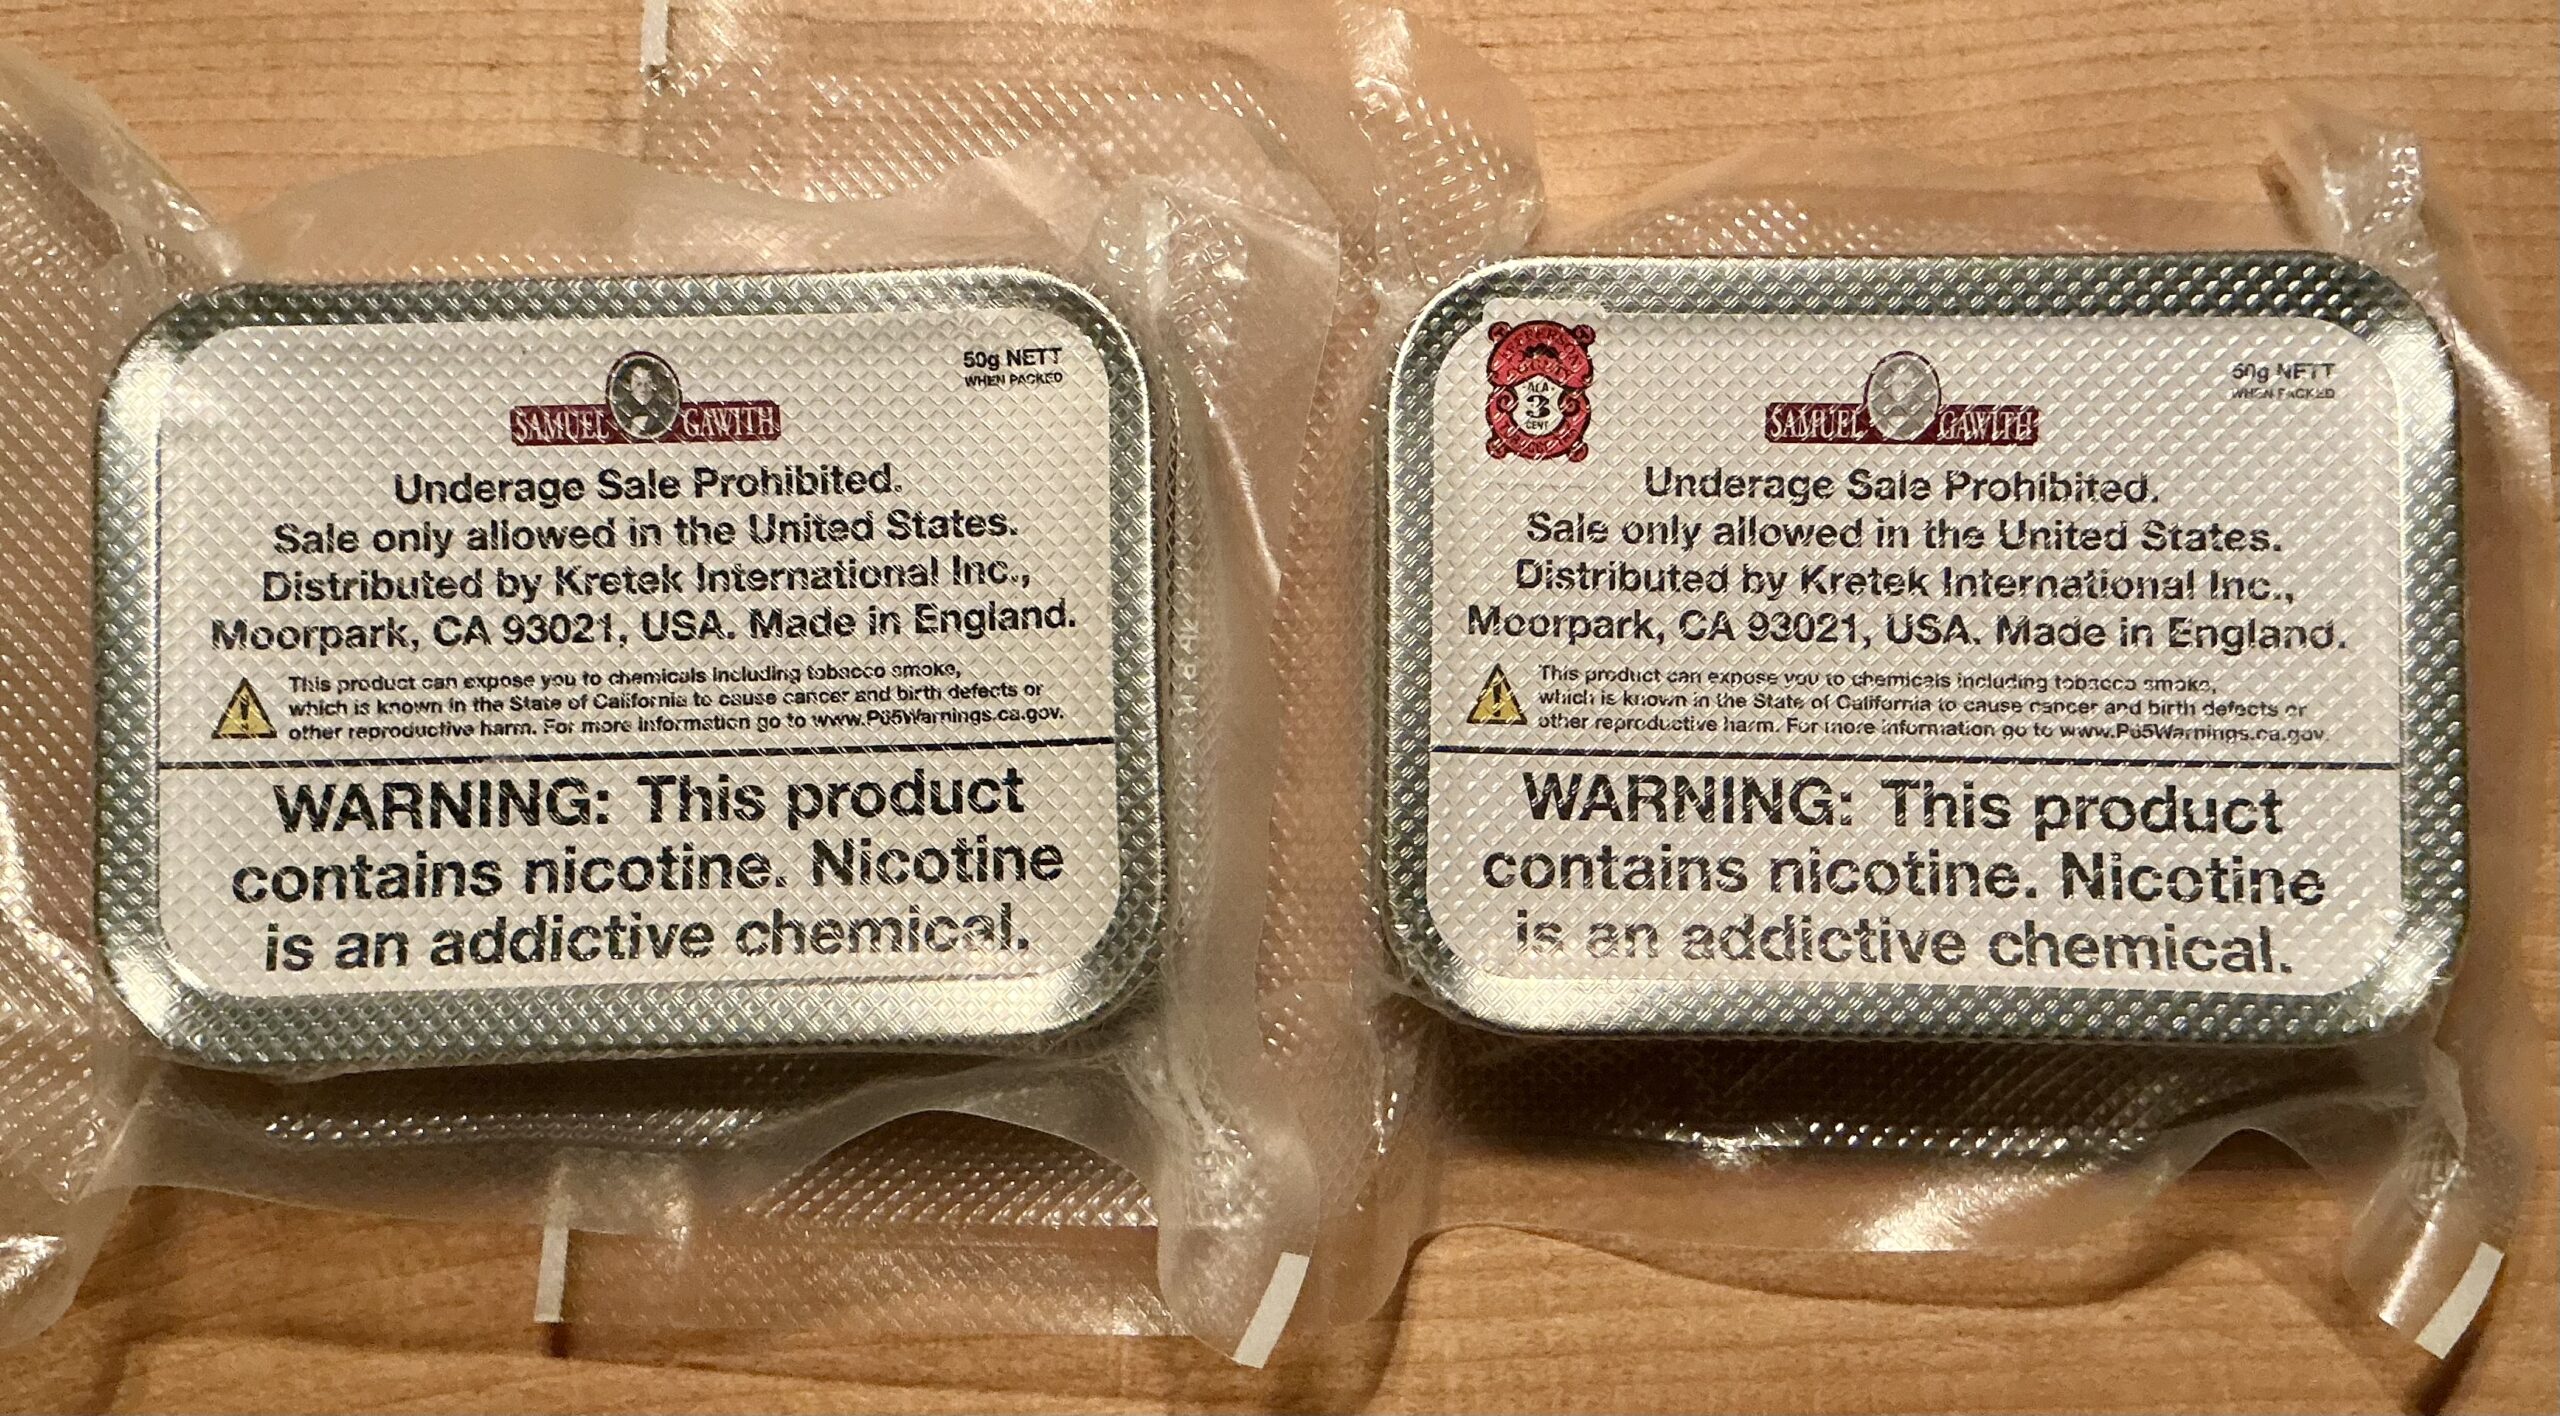 50g NETT
WHEN PACKED
SAMUEL GAWITH
Underage Sale Prohibited.
Sale only allowed in the United States.
Distributed by Kretek International Inc.,
Moorpark, CA 93021, USA. Made in England.
This product can expose you to chemicals including tobacco smoke,
which is known in the State of California to cause cancer and birth defects or
other reproductive harm. For more information go to www.P65Warnings.ca.gov.
WARNING: This product
contains nicotine. Nicotine
is an addictive chemical.
JEFFERSON
COUNTY
ALA
3
CENT
50g NETT
WHEN PACKED
SAMUEL GAWITH
Underage Sale Prohibited.
Sale only allowed in the United States.
Distributed by Kretek International Inc.,
Moorpark, CA 93021, USA. Made in England.
This product can expose you to chemicals including tobacco smoke,
which is known in the State of California to cause cancer and birth defects or
other reproductive harm. For more information go to www.P65Warnings.ca.gov.
WARNING: This product
contains nicotine. Nicotine
is an addictive chemical.